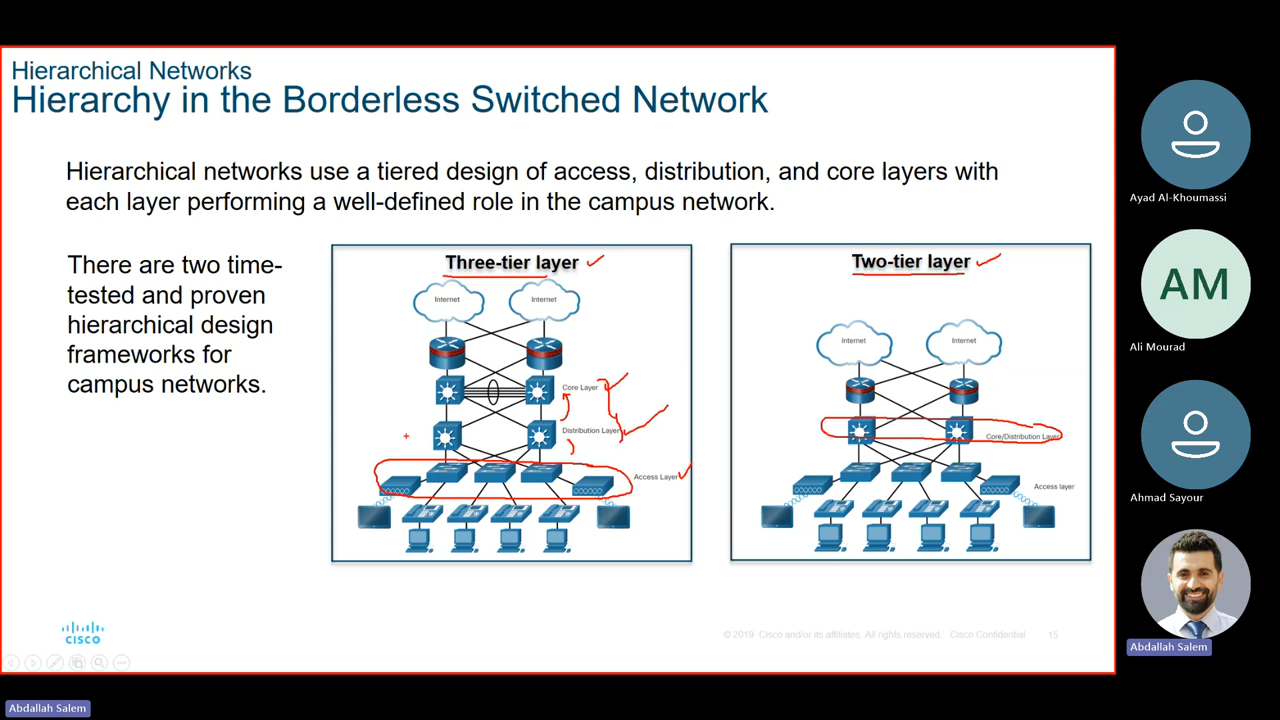 Hierarchical Networks
Hierarchy in the Borderless Switched Network
Hierarchical networks use a tiered design of access, distribution, and core layers with
each layer performing a well-defined role in the campus network.
There are two time-
tested and proven
hierarchical design
frameworks for
campus networks.
Three-tier layer
Internet
Internet
Core Layer
Distribution Layer
Access Layer
Two-tier layer
Internet
Internet
Core/Distribution Layer
Access layer
CISCO
© 2019 Cisco and/or its affiliates. All rights reserved. Cisco Confidential
15
Ayad Al-Khoumassi
AM
Ali Mourad
Ahmad Sayour
Abdallah Salem
Abdallah Salem